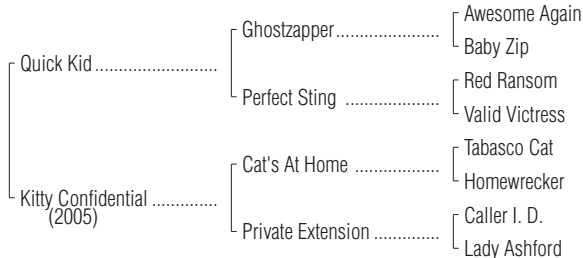 Awesome Again
Ghostzapper
Baby Zip
Quick Kid
Red Ransom
Perfect Sting
Valid Victress
Tabasco Cat
Cat's At Home
Homewrecker
Kitty Confidential
(2005)
Caller I. D.
Private Extension
Lady Ashford